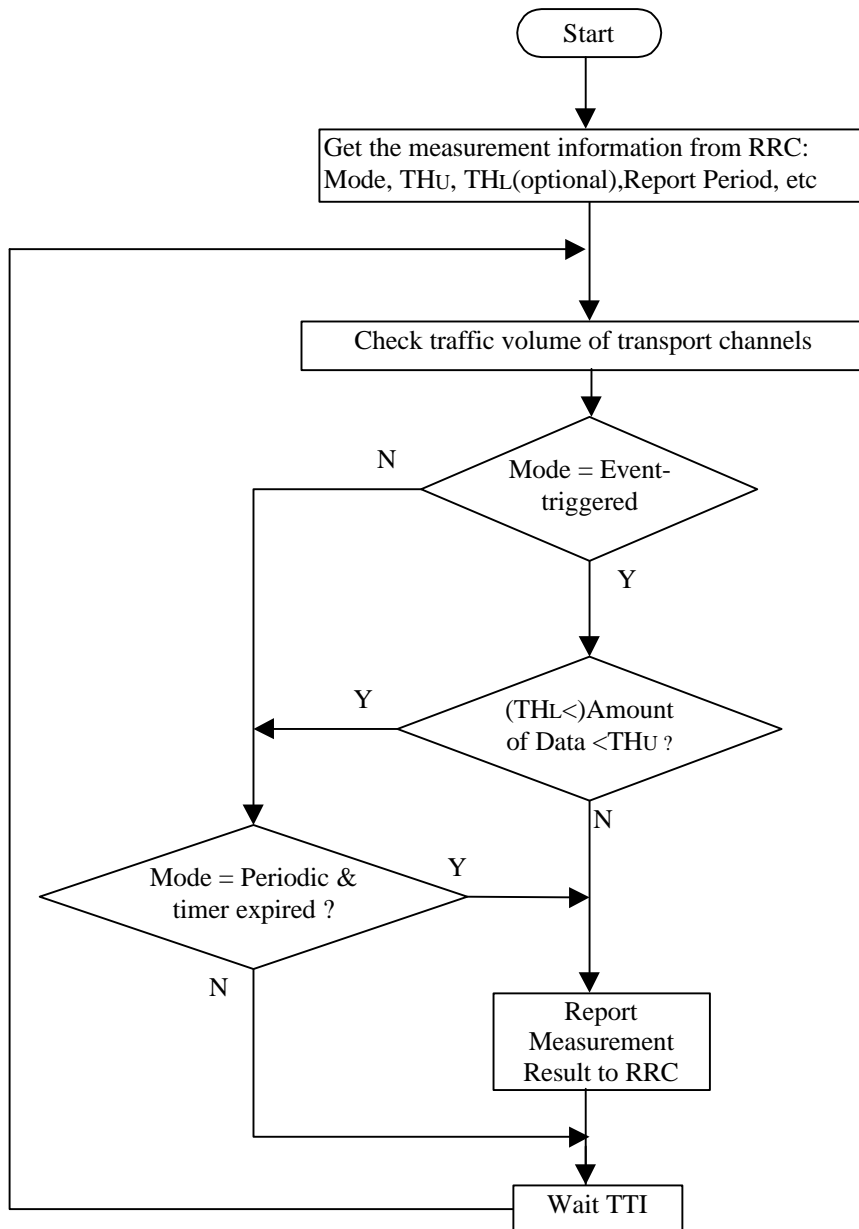 Start
Get the measurement information from RRC:
Mode, THU, THL(optional),Report Period, etc
Check traffic volume of transport channels
N
Mode = Event-
triggered
Y
Y
(THL<)Amount
of Data <THU ?
N
Mode = Periodic &
timer expired ?
Y
N
Report
Measurement
Result to RRC
Wait TTI